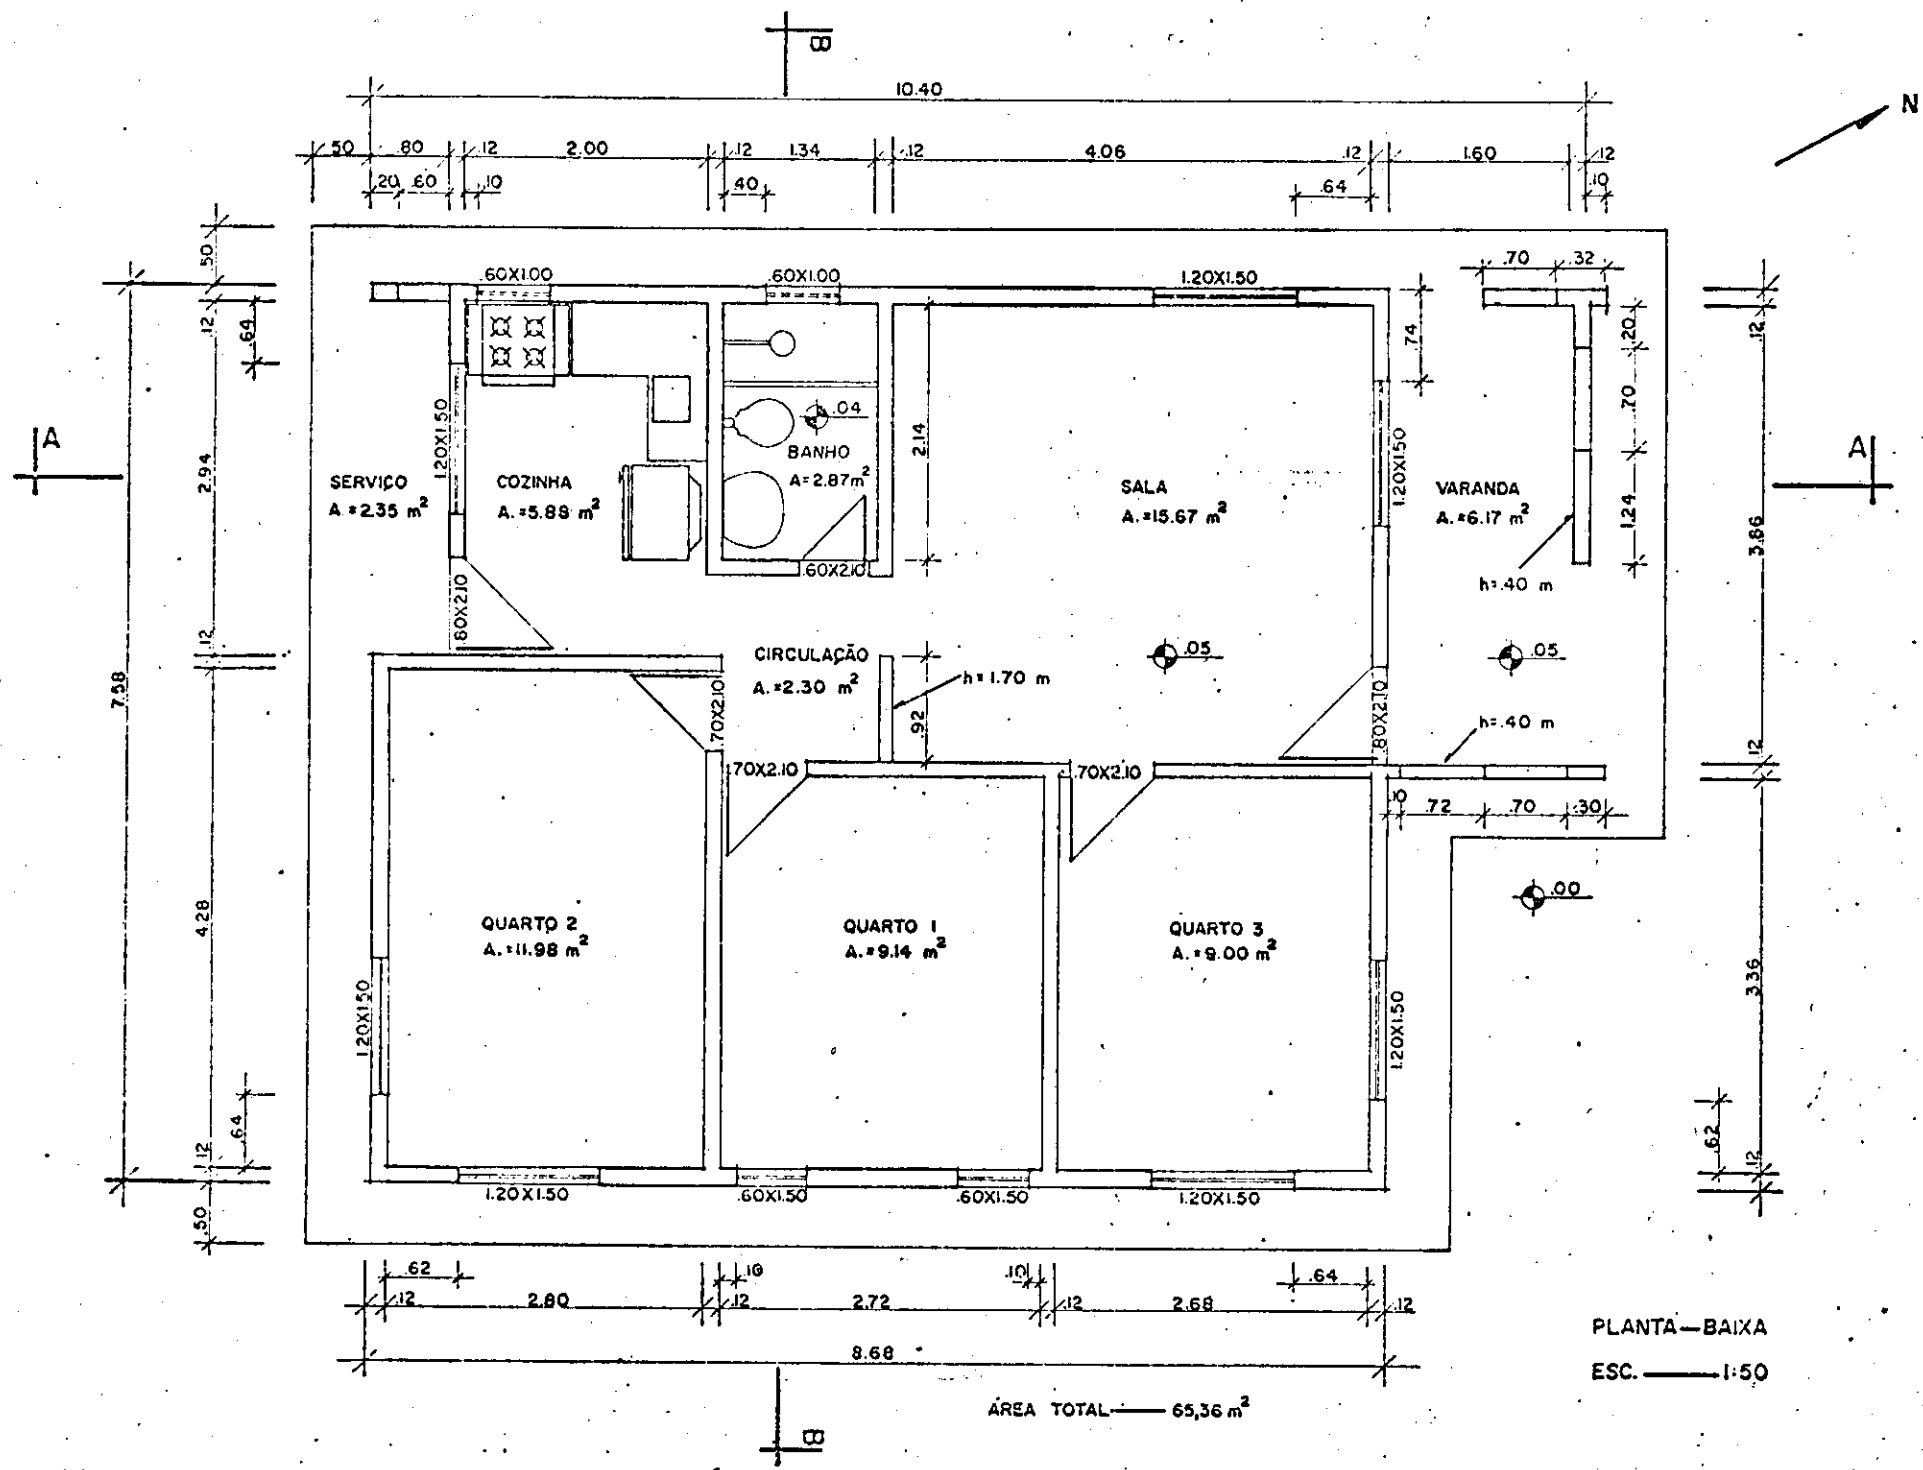 B
10.40
N
.50 .80 .12 2.00 .12 1.34 .12 4.06 .12 1.60 .12
.20 .60 .10 .40 .64 .10
.50
.70 .32
.60X1.00 .60X1.00 1.20X1.50
.12 .64 .74 .20 .12
.04
.70
A
1.20X1.50
BANHO
A=2.87m²
2.14
1.20X1.50
A
2.94
SERVIÇO
A.=2.35 m²
COZINHA
A.=5.88 m²
SALA
A.=15.67 m²
VARANDA
A.=6.17 m²
1.24
3.86
.60X2.10
h=.40 m
.80X2.10
.12
CIRCULAÇÃO
A.=2.30 m²
.05 .05
h=1.70 m
7.58
.70X2.10
.92
.80X2.10
h=.40 m
.12
.70X2.10 .70X2.10
.10 .72 .70 .30
.00
4.28
QUARTO 2
A.=11.98 m²
QUARTO 1
A.=9.14 m²
QUARTO 3
A.=9.00 m²
3.36
1.20X1.50
1.20X1.50
.64
.62
.12
.12
1.20X1.50 .60X1.50 .60X1.50 1.20X1.50
.50
.62 .10 .10 .64
.12 2.80 .12 2.72 .12 2.68 .12
8.68
PLANTA—BAIXA
ESC. —— 1:50
ÁREA TOTAL —— 65,36 m²
B